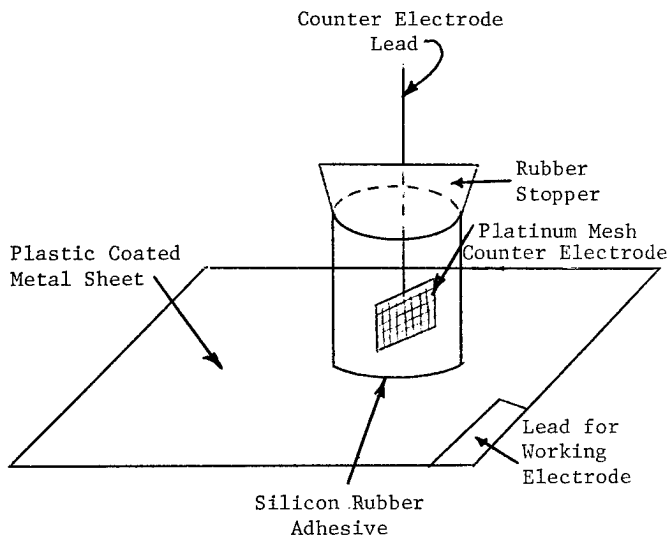 Counter Electrode
Lead
Rubber
Stopper
Platinum Mesh
Counter Electrode
Plastic Coated
Metal Sheet
Lead for
Working
Electrode
Silicon Rubber
Adhesive